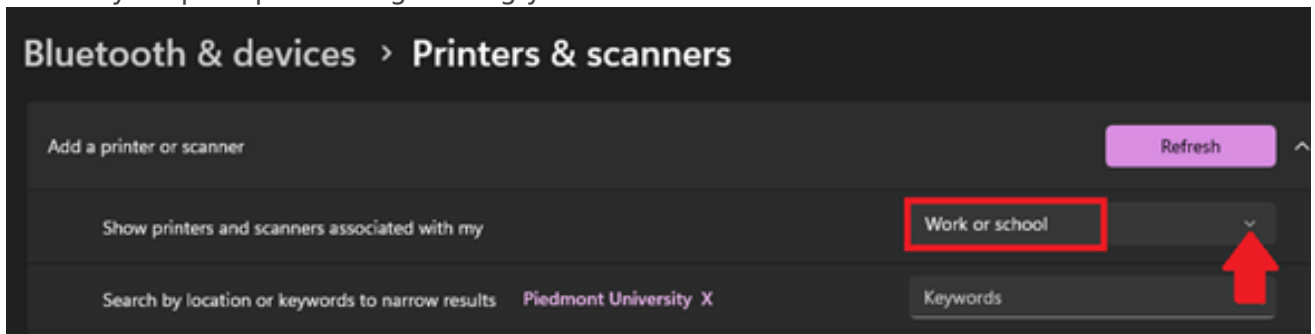 Bluetooth & devices > Printers & scanners
Add a printer or scanner Refresh
Show printers and scanners associated with my Work or school
Search by location or keywords to narrow results Piedmont University X Keywords